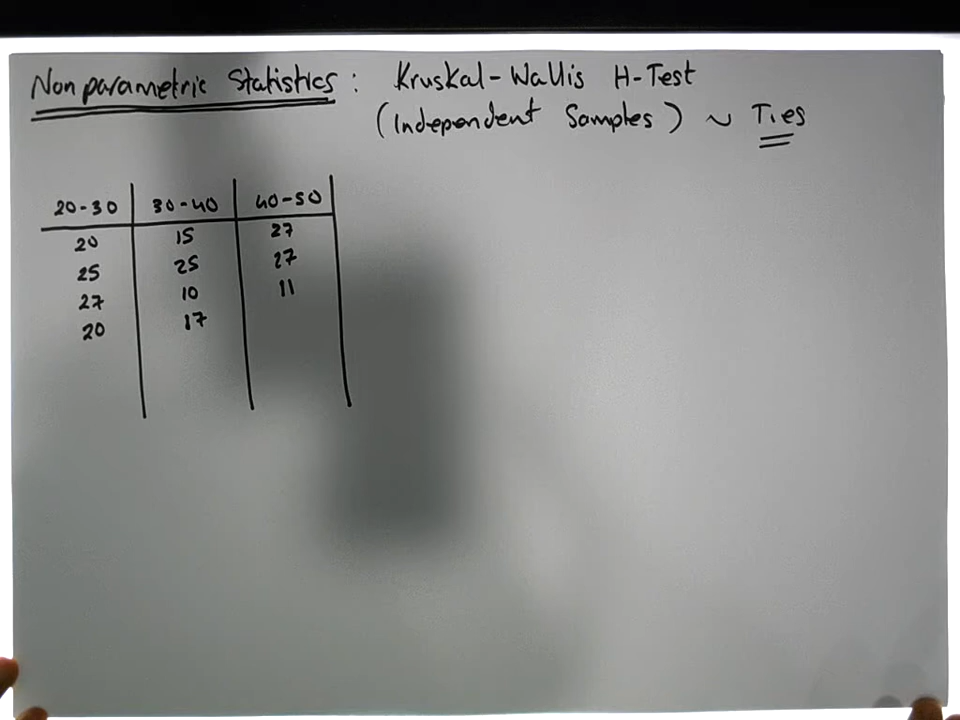 Nonparametric Statistics : Kruskal-Wallis H-Test
(Independent Samples) ~ Ties
20-30 30-40 40-50
20 15 27
25 25 27
27 10 11
20 17